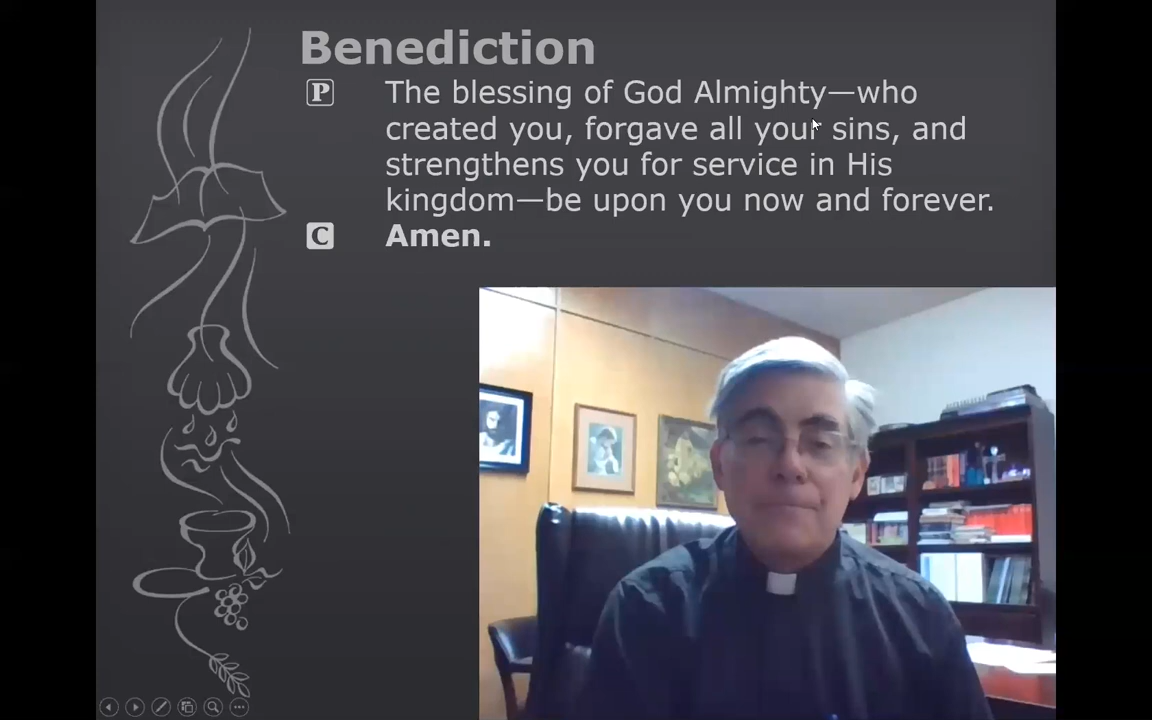 Benediction
P The blessing of God Almighty—who
created you, forgave all your sins, and
strengthens you for service in His
kingdom—be upon you now and forever.
C Amen.